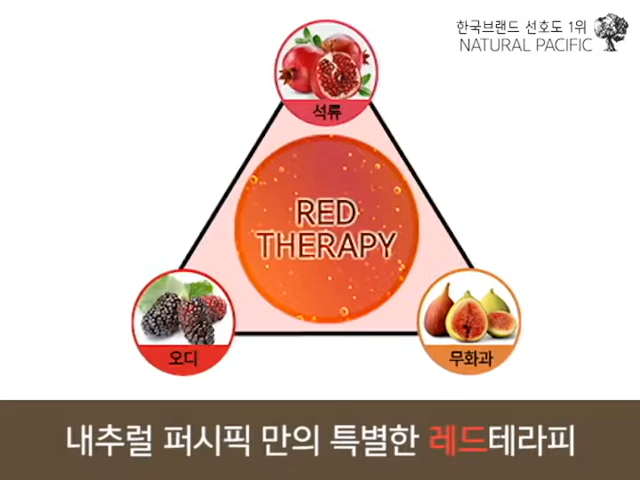 한국브랜드 선호도 1위
NATURAL PACIFIC
석류
RED
THERAPY
오디
무화과
내추럴 퍼시픽 만의 특별한 레드테라피